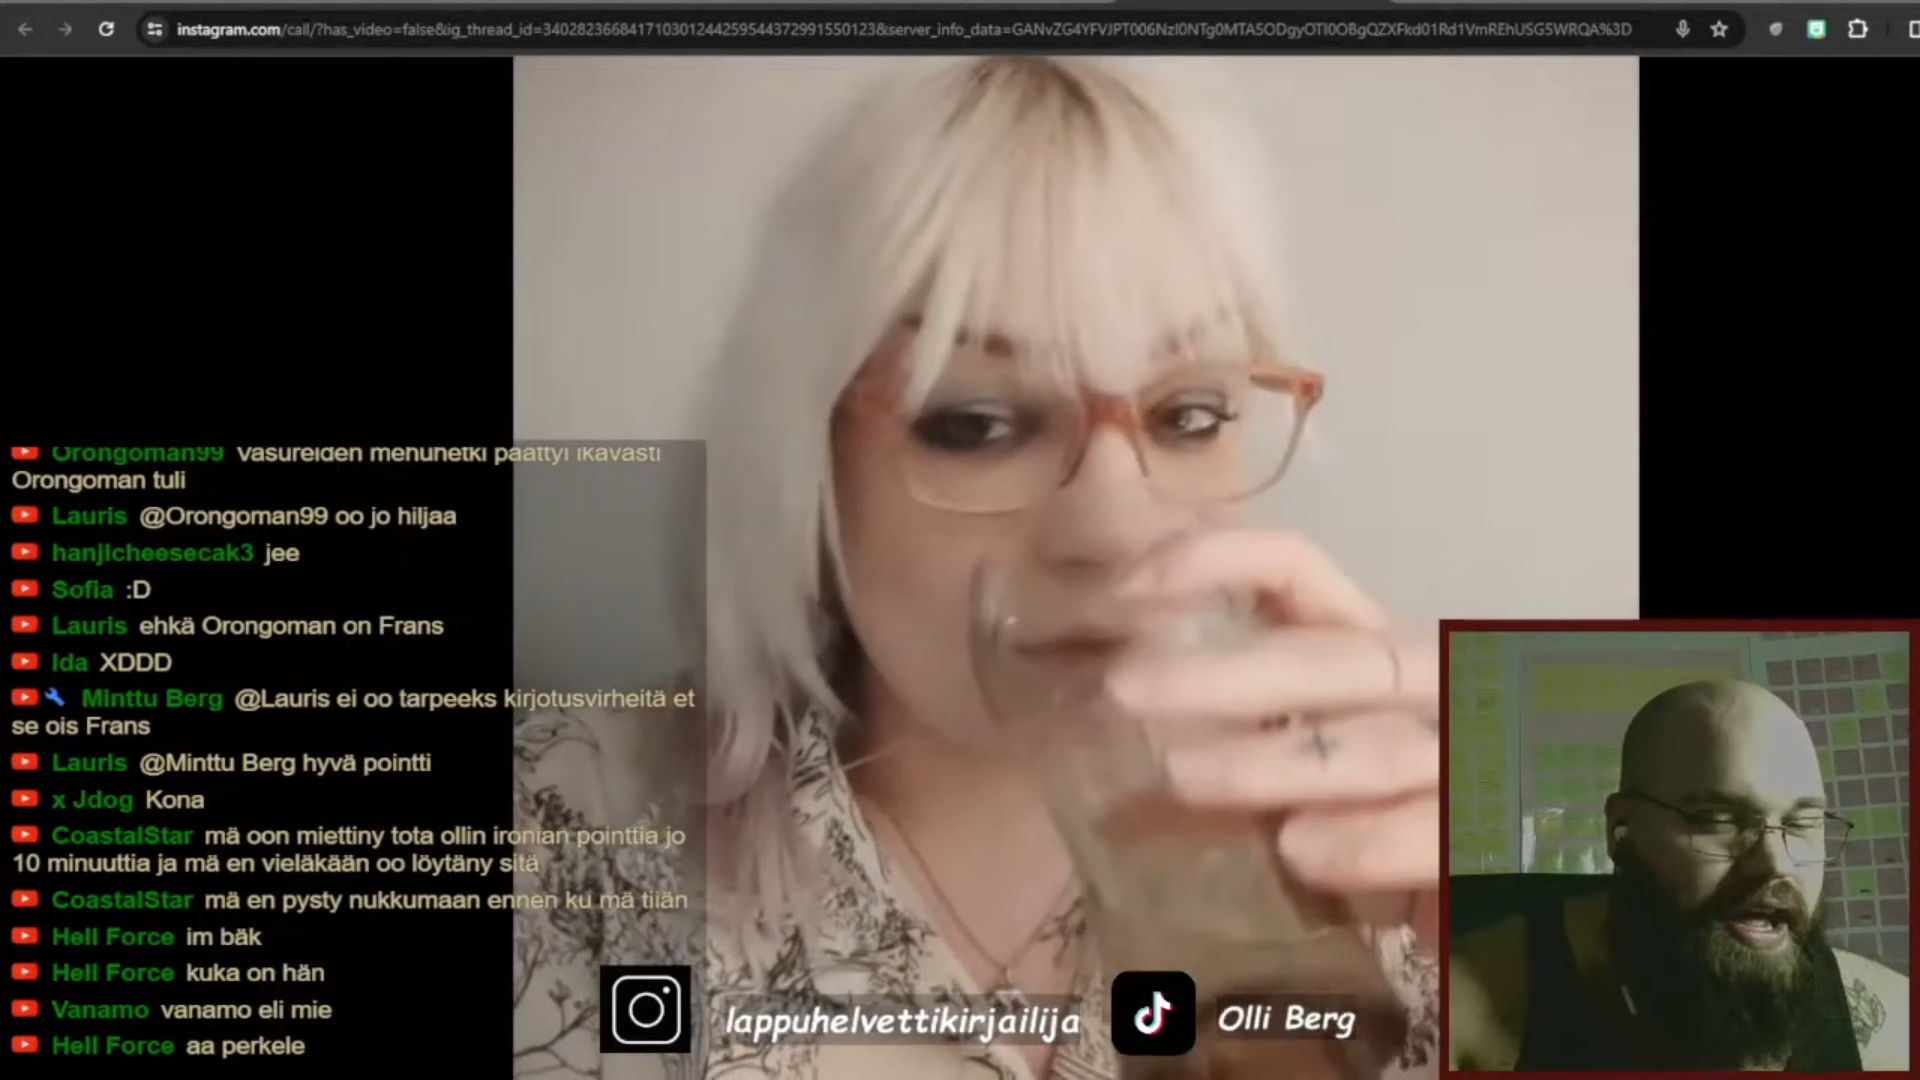 instagram.com/call/?has_video=false&ig_thread_id=340282366841710301244259544372991550123&server_info_data=GANvZG4YFVJPT006NzI0NTg0MTA5ODgyOTI0OBgQZXFkd01Rd1VmREhUSG5WRQA%3D
Orongoman99 Vasureiden menuhetki päättyi ikävästi
Orongoman tuli
Lauris @Orongoman99 oo jo hiljaa
hanjicheesecak3 jee
Sofia :D
Lauris ehkä Orongoman on Frans
Ida XDDD
Minttu Berg @Lauris ei oo tarpeeks kirjotusvirheitä et
se ois Frans
Lauris @Minttu Berg hyvä pointti
x Jdog Kona
CoastalStar mä oon miettiny tota ollin ironian pointtia jo
10 minuuttia ja mä en vieläkään oo löytäny sitä
CoastalStar mä en pysty nukkumaan ennen ku mä tiiän
Hell Force im bäk
Hell Force kuka on hän
Vanamo vanamo eli mie
Hell Force aa perkele
lappuhelvettikirjailija
Olli Berg